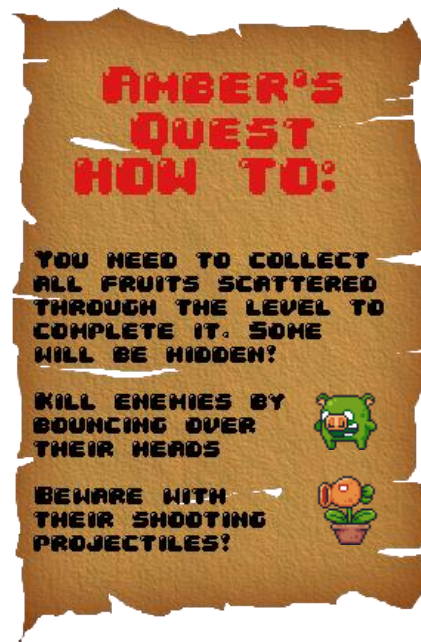 Amber's
Quest
HOW TO:
You need to collect
all fruits scattered
through the level to
complete it. Some
will be hidden!
Kill enemies by
bouncing over
their heads
Beware with
their shooting
projectiles!